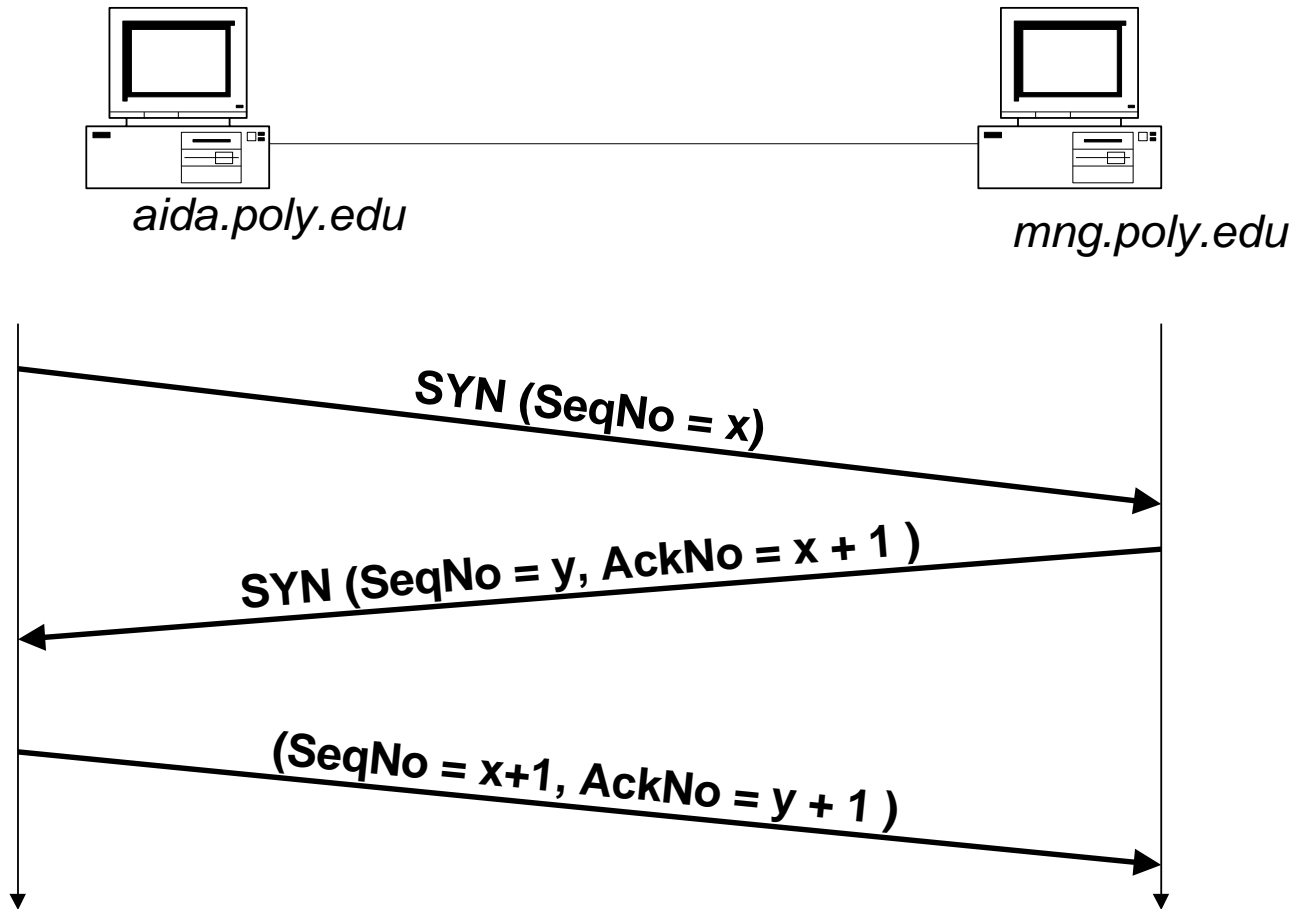 aida.poly.edu
mng.poly.edu
SYN (SeqNo = x)
SYN (SeqNo = y, AckNo = x + 1 )
(SeqNo = x+1, AckNo = y + 1 )